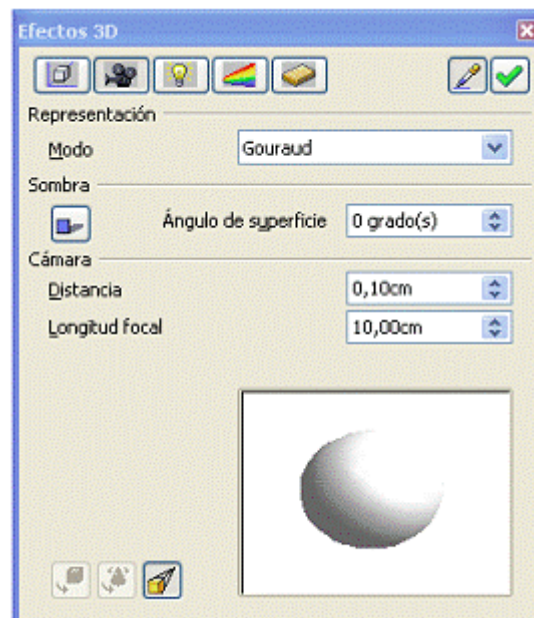 Efectos 3D
Representación
Modo Gouraud
Sombra
Ángulo de superficie 0 grado(s)
Cámara
Distancia 0,10cm
Longitud focal 10,00cm